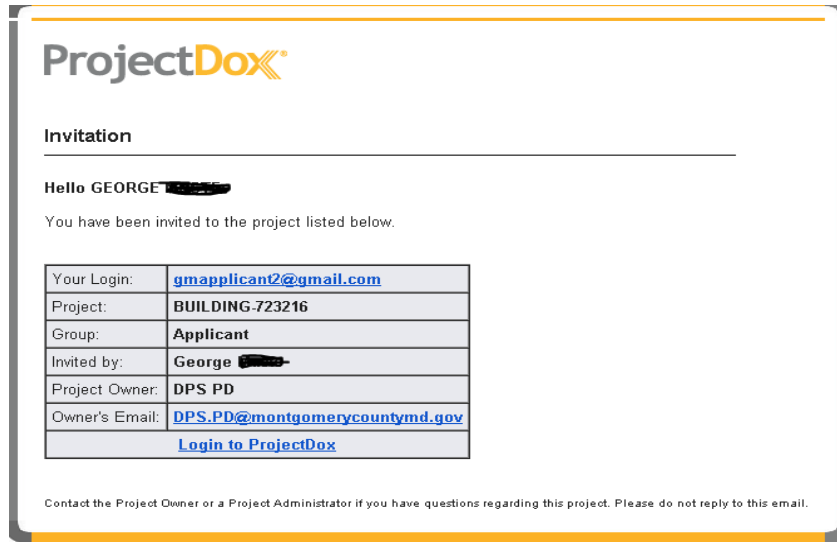 ProjectDox®
Invitation
Hello GEORGE
You have been invited to the project listed below.
Your Login: gmapplicant2@gmail.com
Project: BUILDING-723216
Group: Applicant
Invited by: George
Project Owner: DPS PD
Owner's Email: DPS.PD@montgomerycountymd.gov
Login to ProjectDox
Contact the Project Owner or a Project Administrator if you have questions regarding this project. Please do not reply to this email.